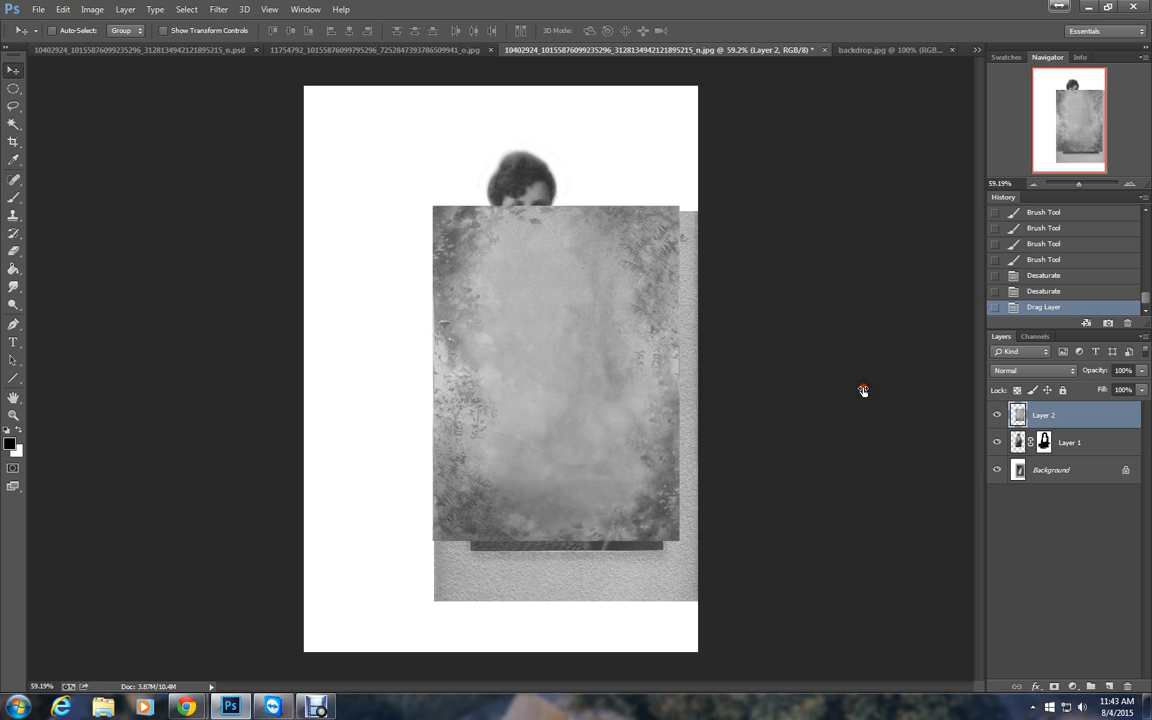 Ps File Edit Image Layer Type Select Filter 3D View Window Help
Auto-Select: Group Show Transform Controls 3D Mode: Essentials
10402924_10155876099235296_3128134942121895215_n.psd × 11754792_10155876099795296_7252847393786509941_o.jpg × 10402924_10155876099235296_3128134942121895215_n.jpg @ 59.2% (Layer 2, RGB/8) * × backdrop.jpg @ 100% (RGB... ×
Swatches Navigator Info
59.19%
History
Brush Tool
Brush Tool
Brush Tool
Brush Tool
Desaturate
Desaturate
Drag Layer
Layers Channels
Kind
Normal Opacity: 100%
Lock: Fill: 100%
Layer 2
Layer 1
Background
59.19% Doc: 3.87M/10.4M
Ps
11:43 AM
8/4/2015